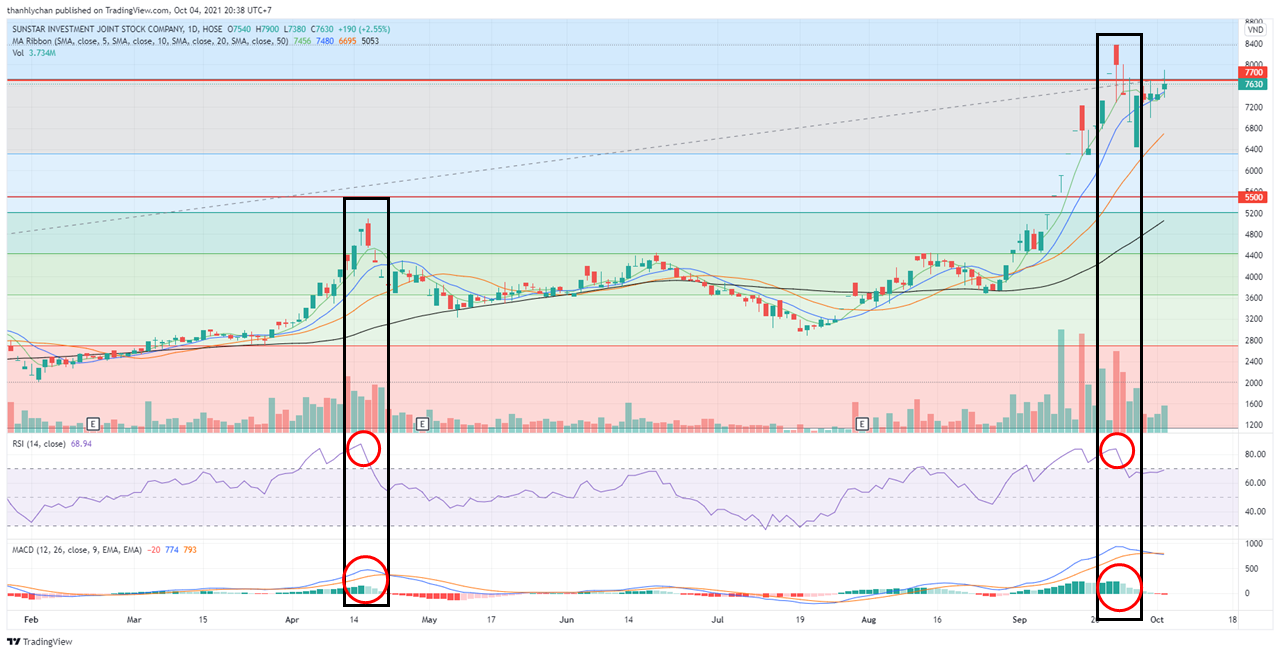 thanhlychan published on TradingView.com, Oct 04, 2021 20:38 UTC+7
SUNSTAR INVESTMENT JOINT STOCK COMPANY, 1D, HOSE O7540 H7900 L7380 C7630 +190 (+2.55%)
MA Ribbon (SMA, close, 5, SMA, close, 10, SMA, close, 20, SMA, close, 50) 7456 7480 6695 5053
Vol 3.734M
8800
VND
8400
8000
7700
7630
7200
6800
6400
6000
5600
5500
5200
4800
4400
4000
3600
3200
2800
2400
2000
1600
1200
E
E
E
RSI (14, close) 68.94
80.00
60.00
40.00
MACD (12, 26, close, 9, EMA, EMA) −20 774 793
1000
500
0
Feb Mar 15 Apr 14 May Jun 14 Jul 19 Aug 16 Sep Oct 18
TradingView